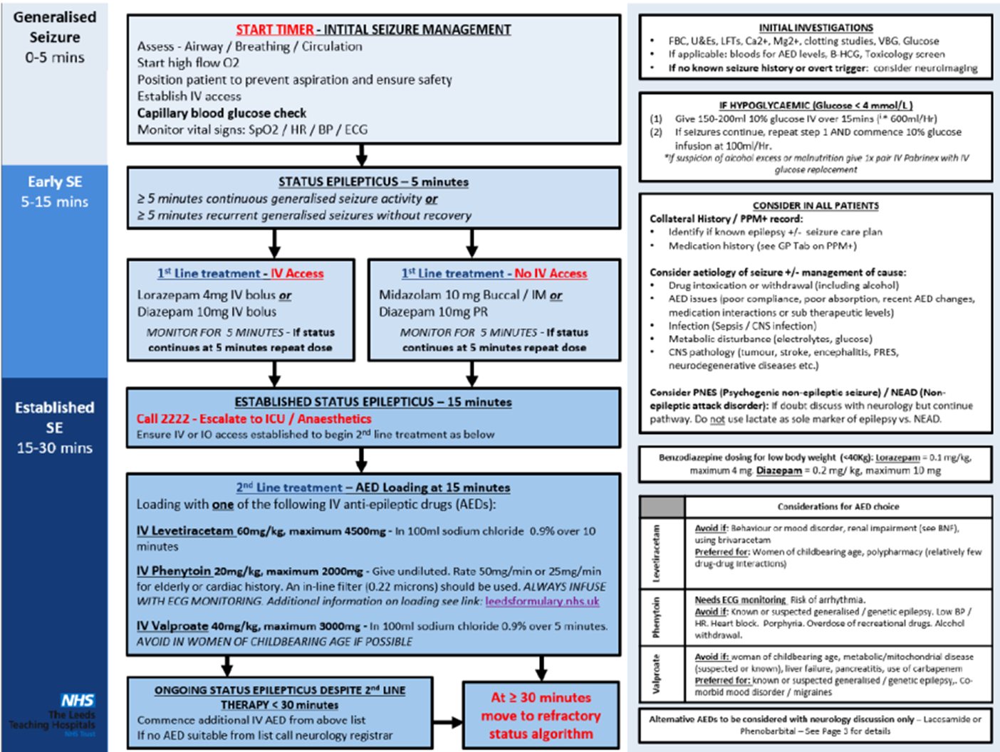 Generalised
Seizure
0-5 mins
START TIMER - INTITAL SEIZURE MANAGEMENT
Assess - Airway / Breathing / Circulation
Start high flow O2
Position patient to prevent aspiration and ensure safety
Establish IV access
Capillary blood glucose check
Monitor vital signs: SpO2 / HR / BP / ECG
Early SE
5-15 mins
STATUS EPILEPTICUS – 5 minutes
≥ 5 minutes continuous generalised seizure activity or
≥ 5 minutes recurrent generalised seizures without recovery
1st Line treatment - IV Access
Lorazepam 4mg IV bolus or
Diazepam 10mg IV bolus
MONITOR FOR 5 MINUTES - If status
continues at 5 minutes repeat dose
1st Line treatment - No IV Access
Midazolam 10 mg Buccal / IM or
Diazepam 10mg PR
MONITOR FOR 5 MINUTES - If status
continues at 5 minutes repeat dose
Established
SE
15-30 mins
ESTABLISHED STATUS EPILEPTICUS – 15 minutes
Call 2222 - Escalate to ICU / Anaesthetics
Ensure IV or IO access established to begin 2nd line treatment as below
2nd Line treatment – AED Loading at 15 minutes
Loading with one of the following IV anti-epileptic drugs (AEDs):
IV Levetiracetam 60mg/kg, maximum 4500mg - In 100ml sodium chloride 0.9% over 10
minutes
IV Phenytoin 20mg/kg, maximum 2000mg - Give undiluted. Rate 50mg/min or 25mg/min
for elderly or cardiac history. An in-line filter (0.22 microns) should be used. ALWAYS INFUSE
WITH ECG MONITORING. Additional information on loading see link: leedsformulary.nhs.uk
IV Valproate 40mg/kg, maximum 3000mg - In 100ml sodium chloride 0.9% over 5 minutes.
AVOID IN WOMEN OF CHILDBEARING AGE IF POSSIBLE
ONGOING STATUS EPILEPTICUS DESPITE 2nd LINE
THERAPY < 30 minutes
Commence additional IV AED from above list
If no AED suitable from list call neurology registrar
At ≥ 30 minutes
move to refractory
status algorithm
NHS
The Leeds
Teaching Hospitals
NHS Trust
INITIAL INVESTIGATIONS
• FBC, U&Es, LFTs, Ca2+, Mg2+, clotting studies, VBG, Glucose
• If applicable: bloods for AED levels, B-HCG, Toxicology screen
• If no known seizure history or overt trigger: consider neuroimaging
IF HYPOGLYCAEMIC (Glucose < 4 mmol/L )
(1) Give 150-200ml 10% glucose IV over 15mins ( 600ml/Hr)
(2) If seizures continue, repeat step 1 AND commence 10% glucose
infusion at 100ml/Hr.
*If suspicion of alcohol excess or malnutrition give 1x pair IV Pabrinex with IV
glucose replacement
CONSIDER IN ALL PATIENTS
Collateral History / PPM+ record:
• Identify if known epilepsy +/- seizure care plan
• Medication history (see GP Tab on PPM+)
Consider aetiology of seizure +/- management of cause:
• Drug intoxication or withdrawal (including alcohol)
• AED issues (poor compliance, poor absorption, recent AED changes,
medication interactions or sub therapeutic levels)
• Infection (Sepsis / CNS infection)
• Metabolic disturbance (electrolytes, glucose)
• CNS pathology (tumour, stroke, encephalitis, PRES,
neurodegenerative diseases etc.)
Consider PNES (Psychogenic non-epileptic seizure) / NEAD (Non-
epileptic attack disorder): If doubt discuss with neurology but continue
pathway. Do not use lactate as sole marker of epilepsy vs. NEAD.
Benzodiazepine dosing for low body weight (<40Kg): Lorazepam = 0.1 mg/kg,
maximum 4 mg. Diazepam = 0.2 mg/ kg, maximum 10 mg
Considerations for AED choice
Levetiracetam
Avoid if: Behaviour or mood disorder, renal impairment (see BNF),
using brivaracetam
Preferred for: Women of childbearing age, polypharmacy (relatively few
drug-drug interactions)
Phenytoin
Needs ECG monitoring Risk of arrhythmia.
Avoid if: Known or suspected generalised / genetic epilepsy. Low BP /
HR. Heart block. Porphyria. Overdose of recreational drugs. Alcohol
withdrawal.
Valproate
Avoid if: woman of childbearing age, metabolic/mitochondrial disease
(suspected or known), liver failure, pancreatitis, use of carbapenem
Preferred for: known or suspected generalised / genetic epilepsy,. Co-
morbid mood disorder / migraines
Alternative AEDs to be considered with neurology discussion only – Lacosamide or
Phenobarbital – See Page 3 for details